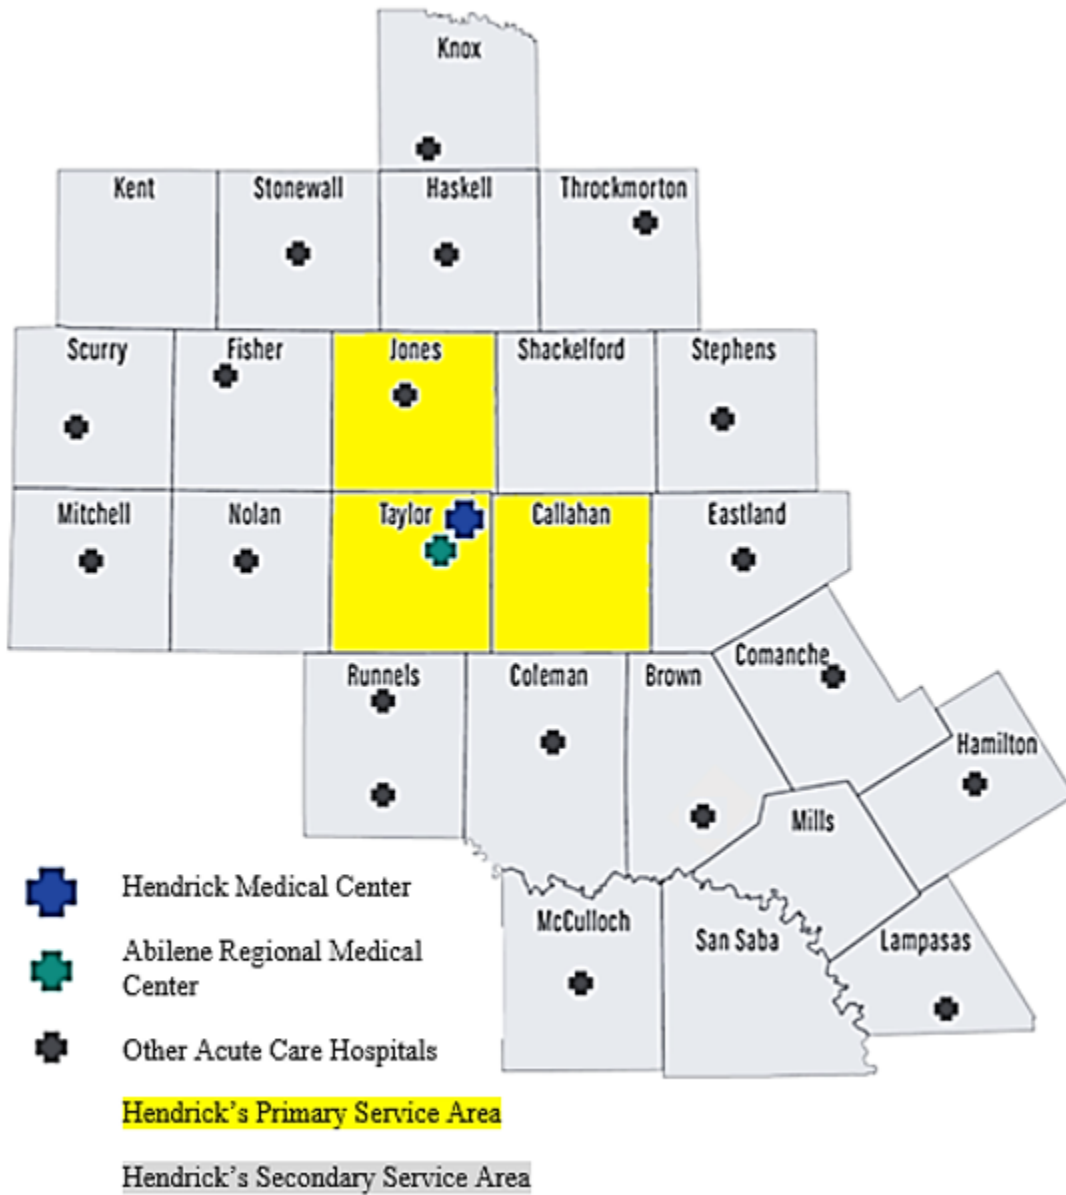 Knox
Kent
Stonewall
Haskell
Throckmorton
Scurry
Fisher
Jones
Shackelford
Stephens
Mitchell
Nolan
Taylor
Callahan
Eastland
Comanche
Runnels
Coleman
Brown
Hamilton
Mills
McCulloch
San Saba
Lampasas
Hendrick Medical Center
Abilene Regional Medical
Center
Other Acute Care Hospitals
Hendrick's Primary Service Area
Hendrick's Secondary Service Area